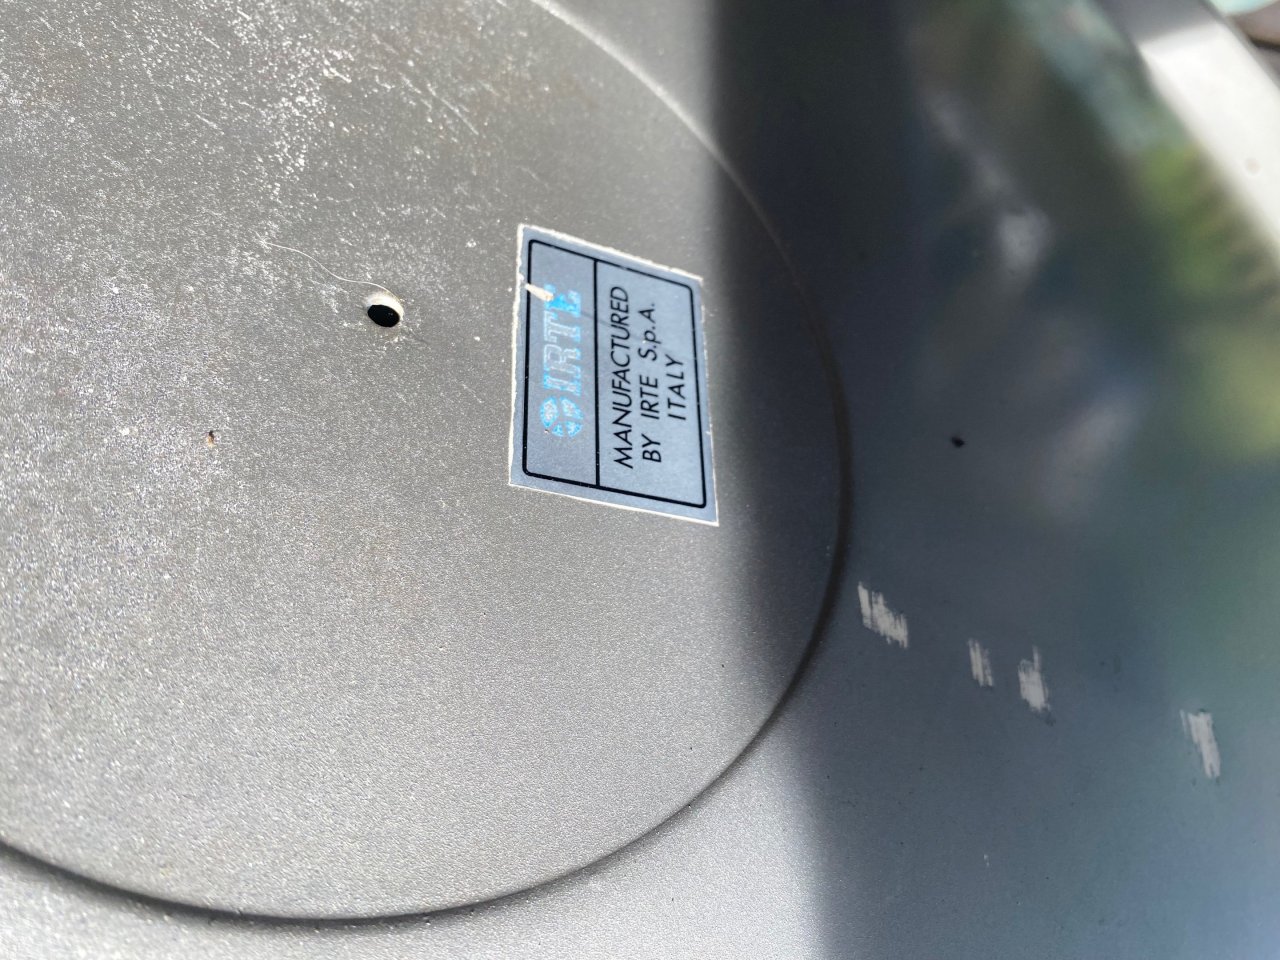 IRTE
MANUFACTURED
BY IRTE S.p.A.
ITALY